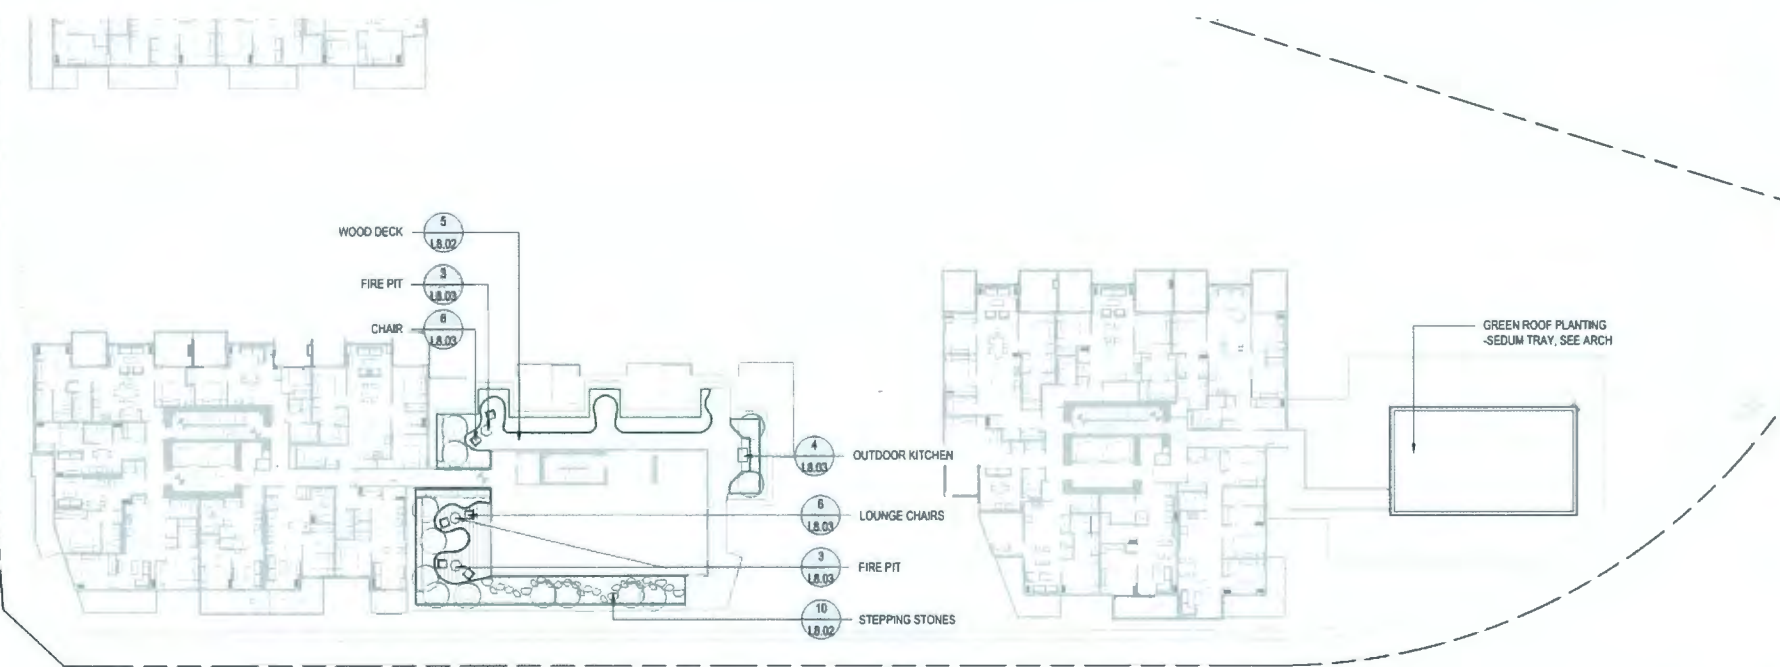 WOOD DECK
5
L8.02
FIRE PIT
3
L8.03
CHAIR
6
L8.03
GREEN ROOF PLANTING
-SEDUM TRAY, SEE ARCH
4
L8.03
OUTDOOR KITCHEN
6
L8.03
LOUNGE CHAIRS
3
L8.03
FIRE PIT
10
L8.02
STEPPING STONES